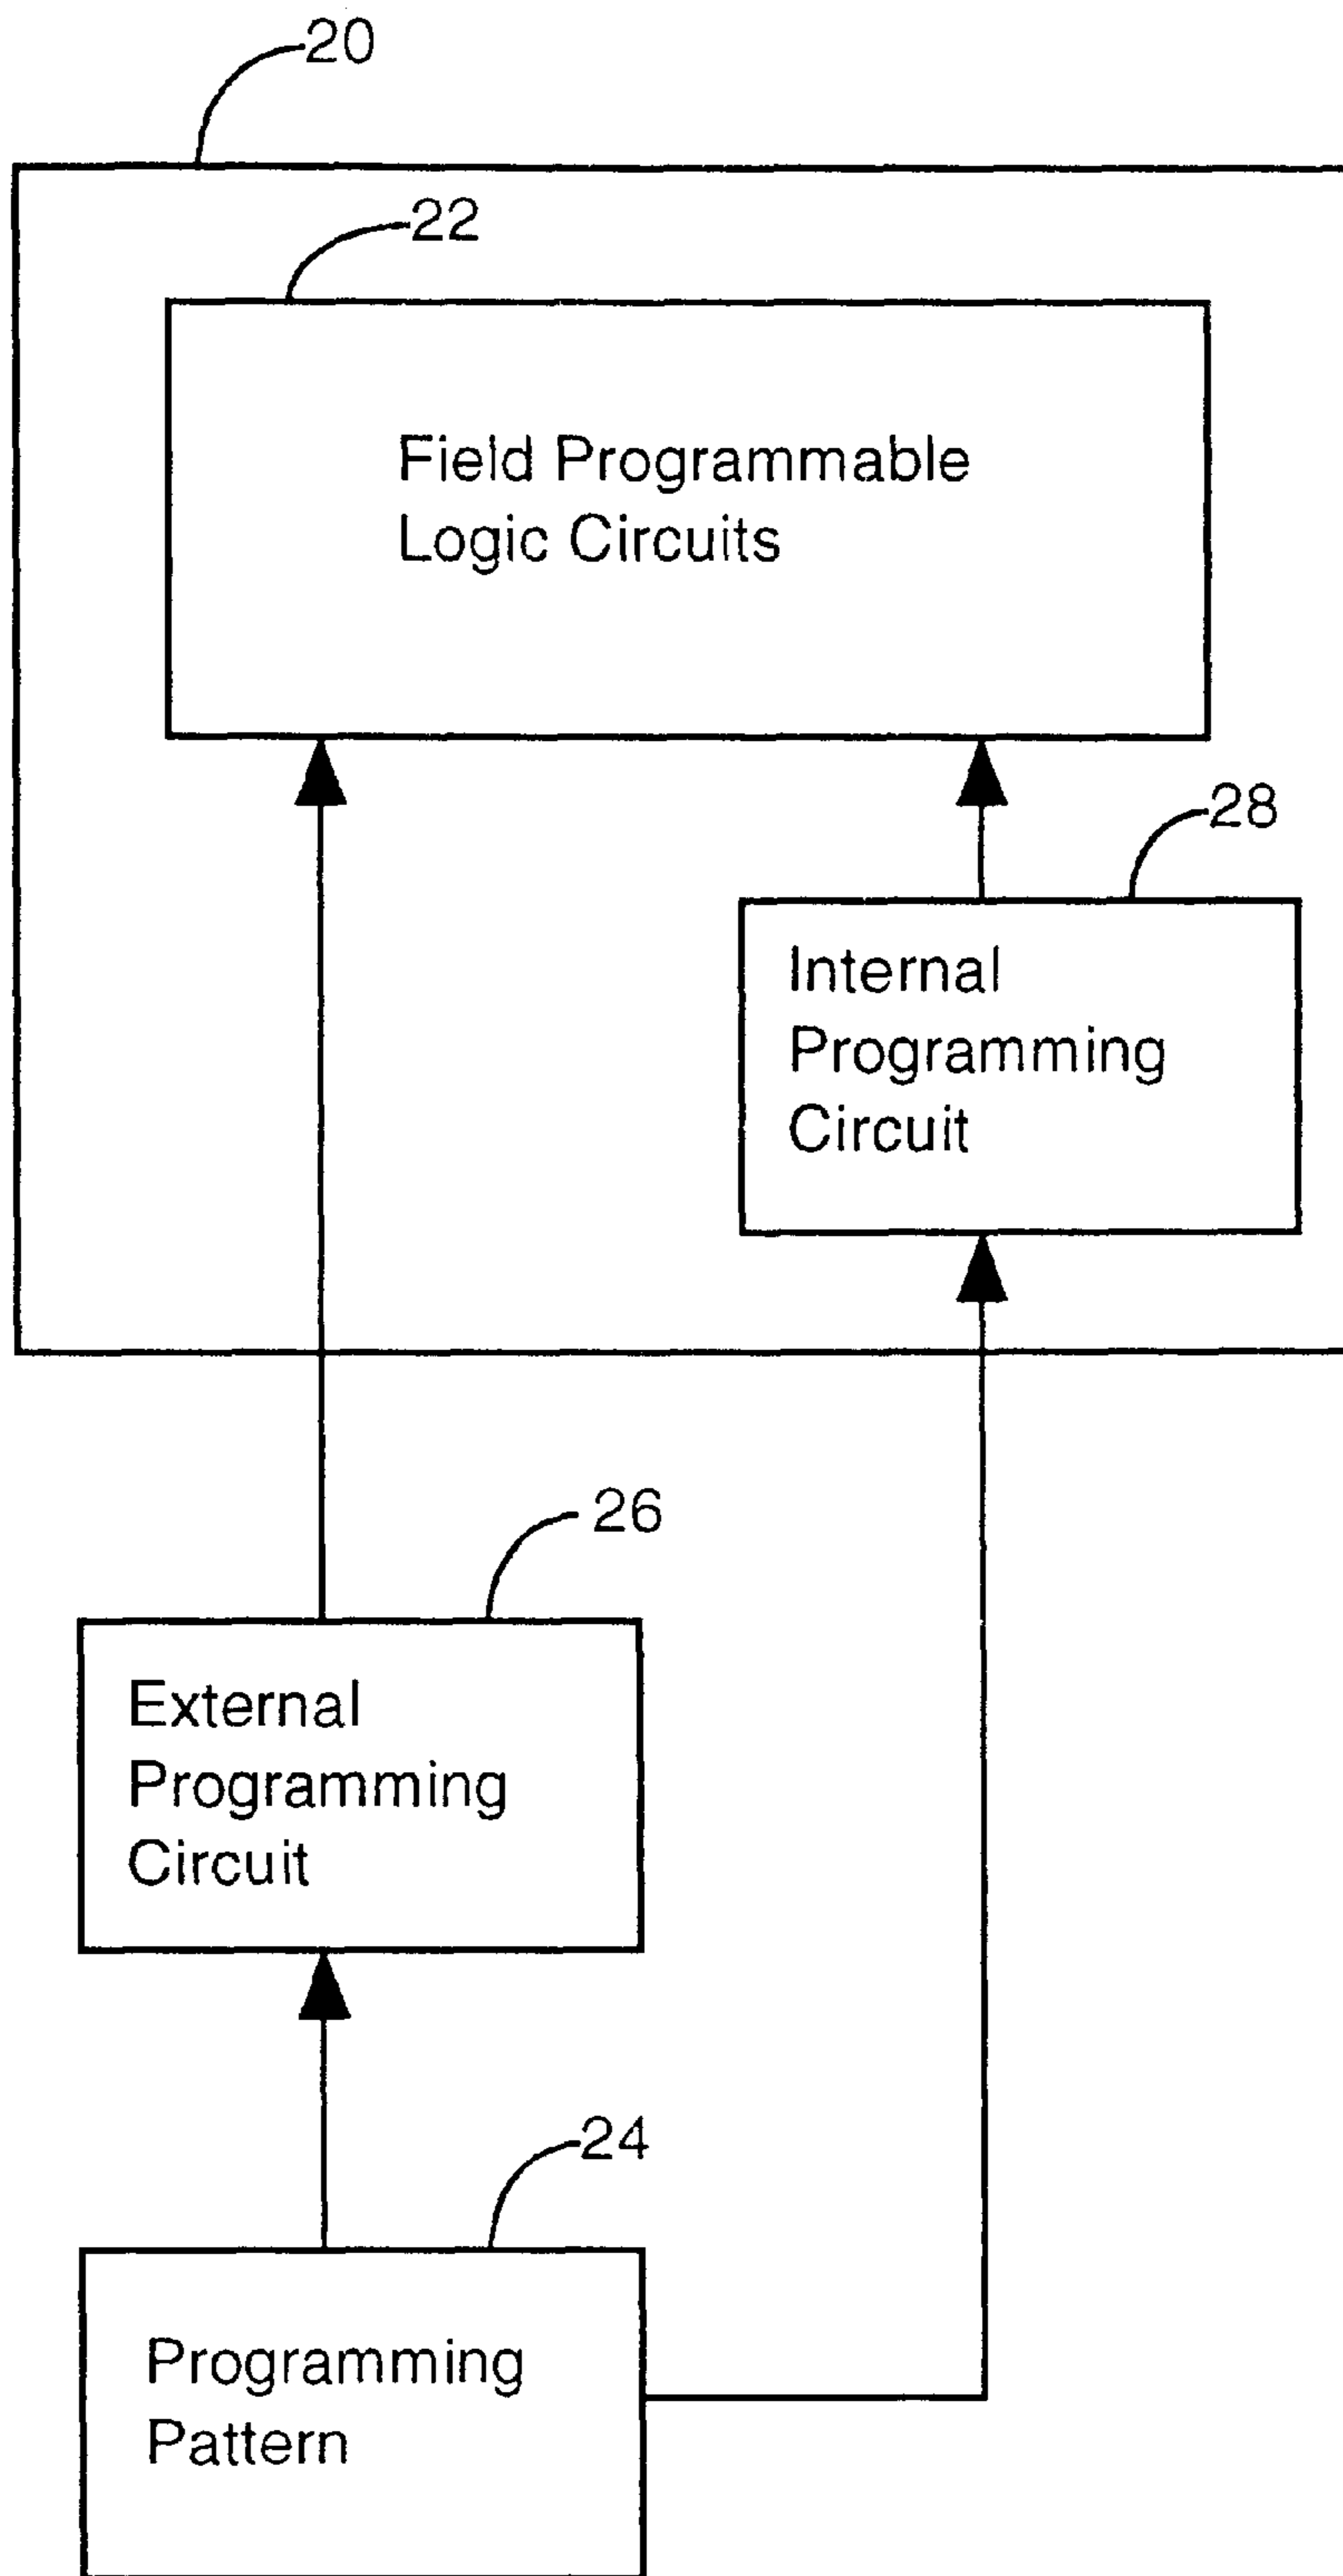 20
22
Field Programmable
Logic Circuits
28
Internal
Programming
Circuit
26
External
Programming
Circuit
24
Programming
Pattern